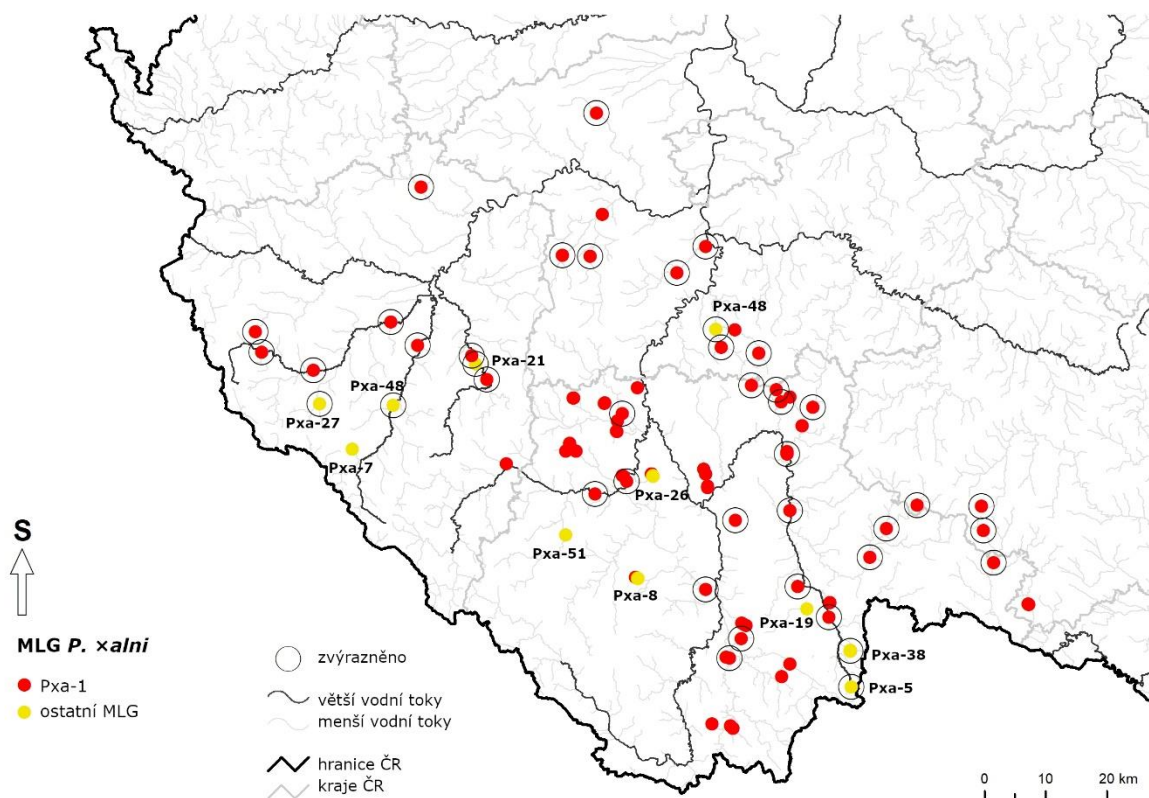 Pxa-48
Pxa-21
Pxa-48
Pxa-27
Pxa-7
Pxa-26
Pxa-51
Pxa-8
Pxa-19
Pxa-38
Pxa-5
S
MLG P. ×alni
Pxa-1
ostatní MLG
zvýrazněno
větší vodní toky
menší vodní toky
hranice ČR
kraje ČR
0 10 20 km